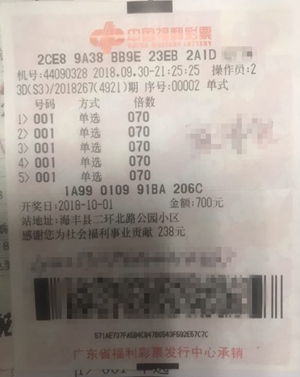 中国福利彩票
2CE8 9A38 BB9E 23EB 2A1D
机号:44090328 2018.09.30-21:25:25 操作员:2
3D(S3)/2018267(4921)期 序号:00002 单式
号码 方式 倍数
1> 001 单选 070
2> 001 单选 070
3> 001 单选 070
4> 001 单选 070
5> 001 单选 070
1A99 0109 91BA 206C
开奖日:2018-10-01 金额:700元
站地址:海丰县二环北路公园小区
感谢您为社会福利事业贡献 238元
广东省福利彩票发行中心承销
001 单选